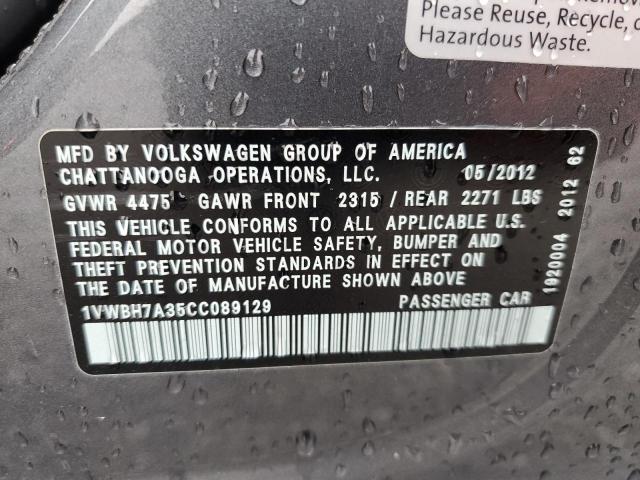 Please Reuse, Recycle,
Hazardous Waste.
MFD BY VOLKSWAGEN GROUP OF AMERICA
CHATTANOOGA OPERATIONS, LLC. 05/2012
GVWR 4475 GAWR FRONT 2315 / REAR 2271 LBS
THIS VEHICLE CONFORMS TO ALL APPLICABLE U.S.
FEDERAL MOTOR VEHICLE SAFETY, BUMPER AND
THEFT PREVENTION STANDARDS IN EFFECT ON
THE DATE OF MANUFACTURE SHOWN ABOVE
1VWBH7A35CC089129 PASSENGER CAR
1920004 2012 62